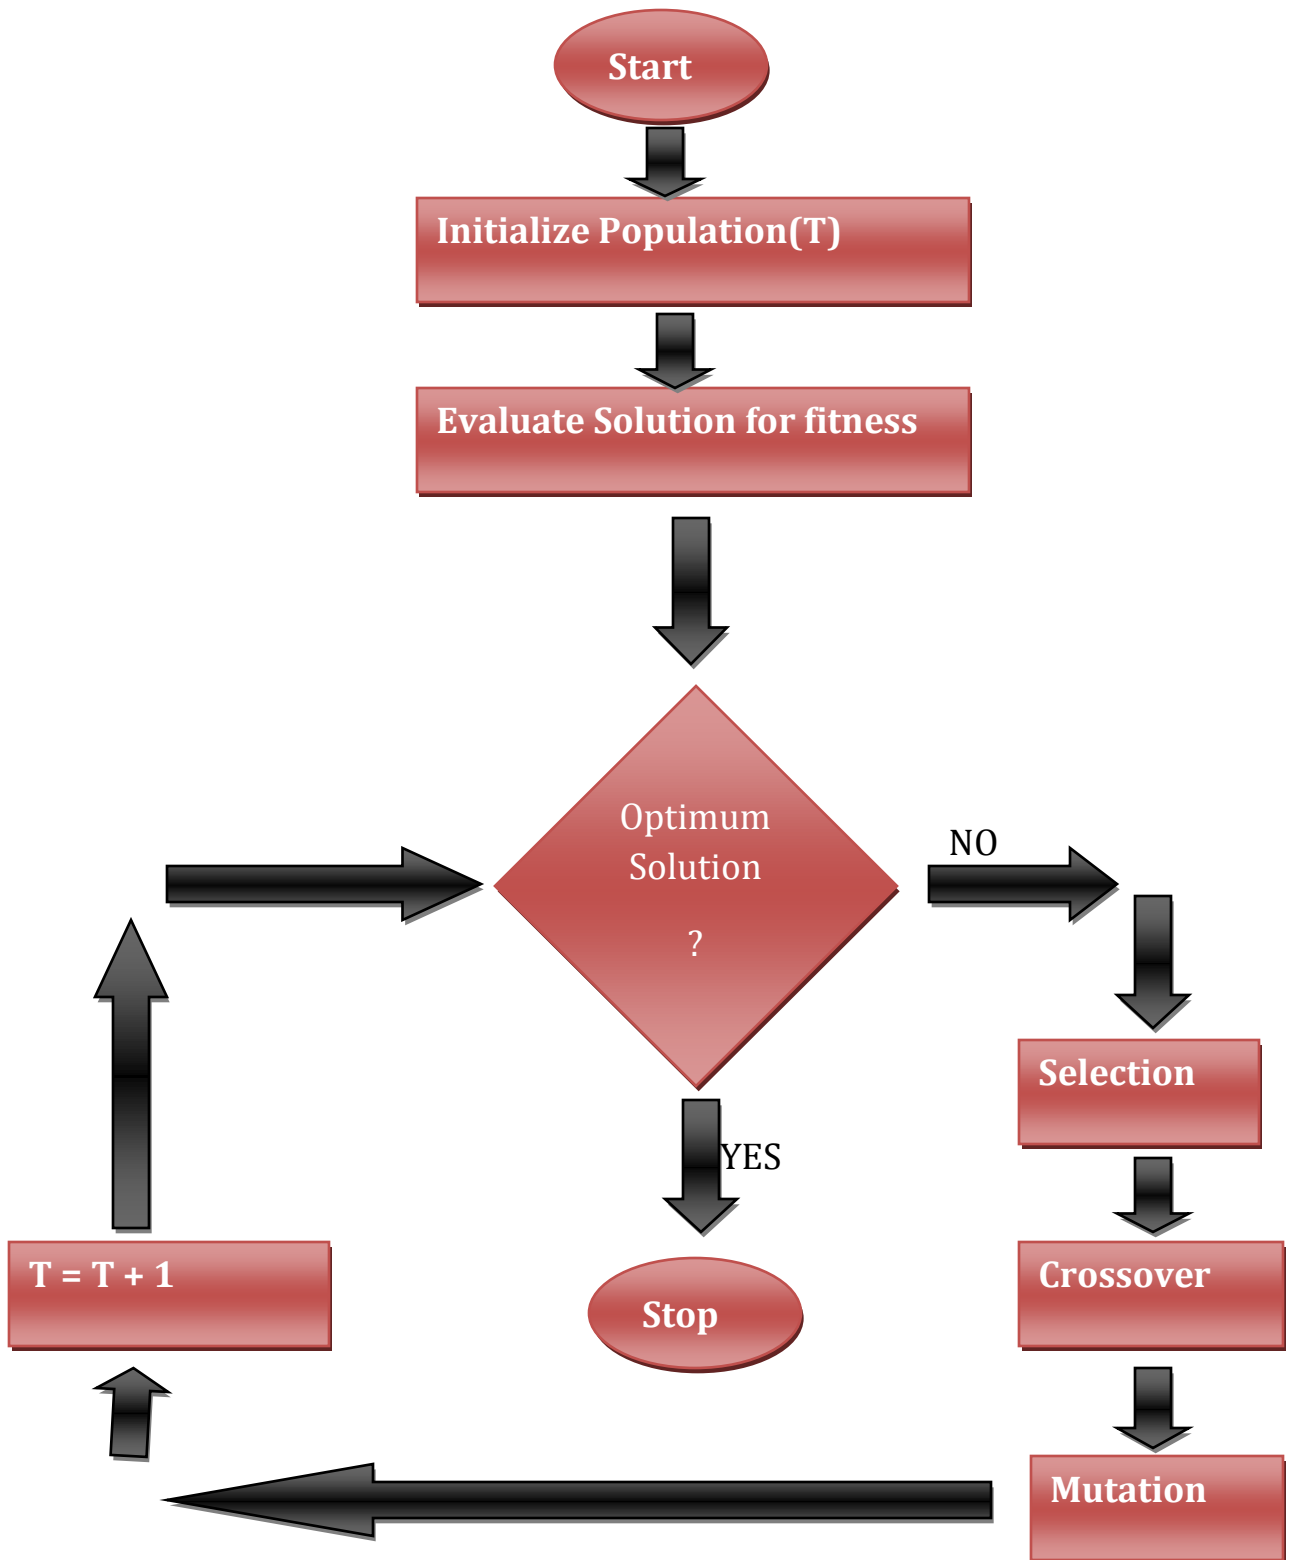 Start
Initialize Population(T)
Evaluate Solution for fitness
Optimum
Solution
?
NO
YES
Selection
Crossover
Mutation
T = T + 1
Stop